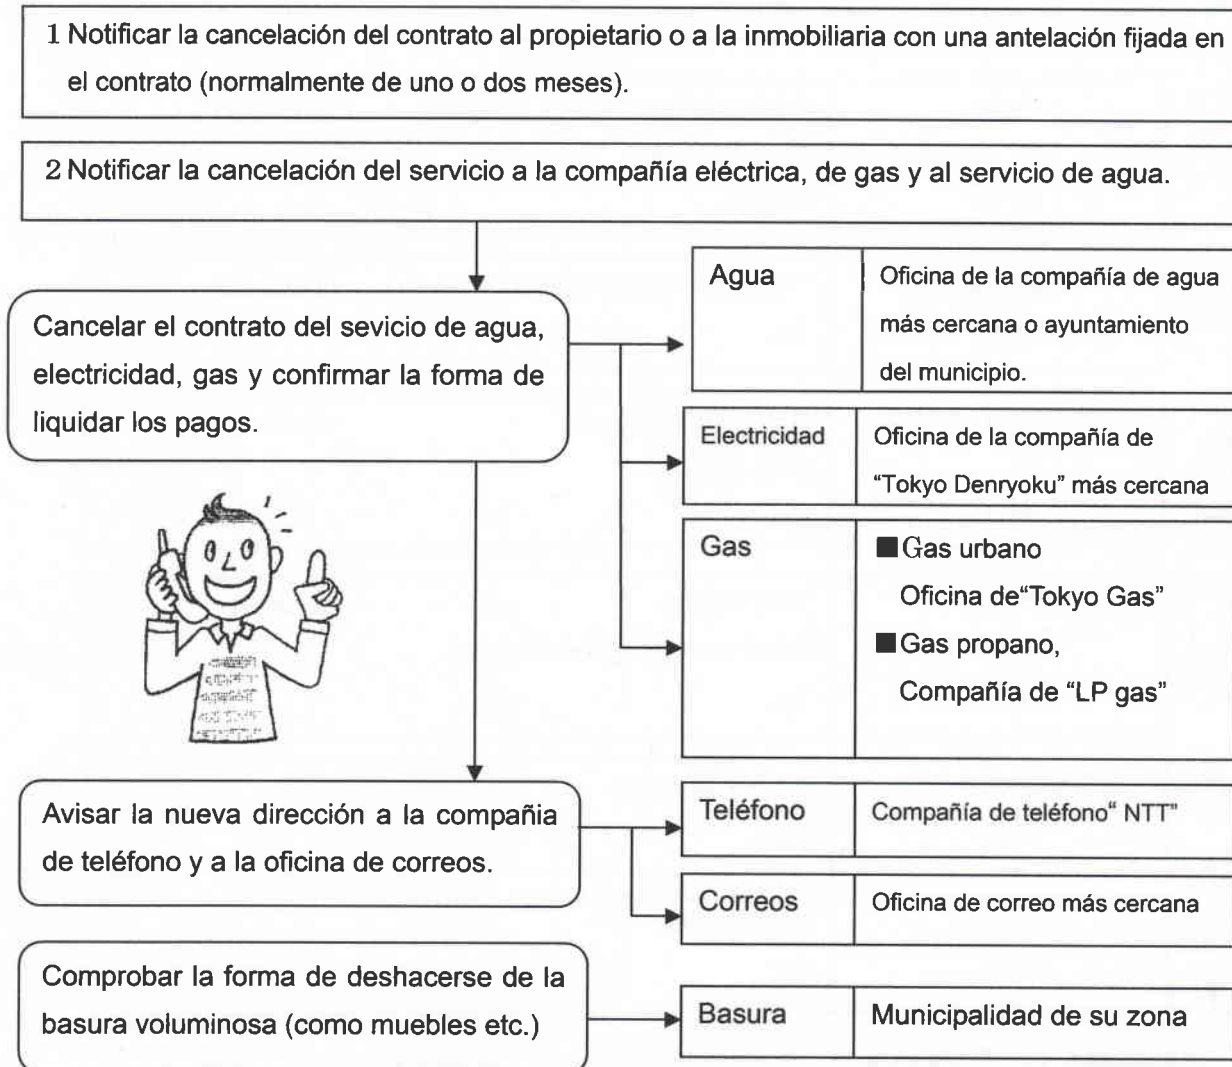 1 Notificar la cancelación del contrato al propietario o a la inmobiliaria con una antelación fijada en
el contrato (normalmente de uno o dos meses).
2 Notificar la cancelación del servicio a la compañía eléctrica, de gas y al servicio de agua.
Cancelar el contrato del sevicio de agua,
electricidad, gas y confirmar la forma de
liquidar los pagos.
Agua
Oficina de la compañía de agua
más cercana o ayuntamiento
del municipio.
Electricidad
Oficina de la compañía de
“Tokyo Denryoku” más cercana
Gas
■Gas urbano
Oficina de“Tokyo Gas”
■Gas propano,
Compañía de “LP gas”
Avisar la nueva dirección a la compañia
de teléfono y a la oficina de correos.
Teléfono
Compañía de teléfono“ NTT”
Correos
Oficina de correo más cercana
Comprobar la forma de deshacerse de la
basura voluminosa (como muebles etc.)
Basura
Municipalidad de su zona